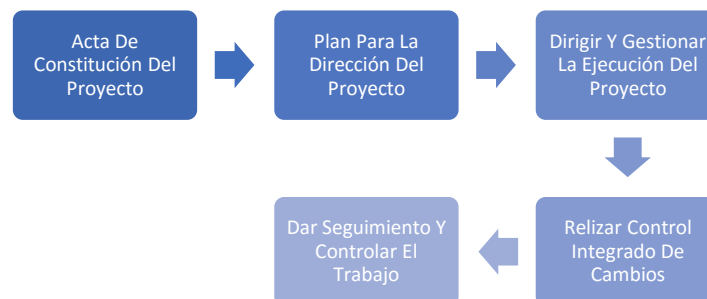 Acta De
Constitución Del
Proyecto
Plan Para La
Dirección Del
Proyecto
Dirigir Y Gestionar
La Ejecución Del
Proyecto
Relizar Control
Integrado De
Cambios
Dar Seguimiento Y
Controlar El
Trabajo